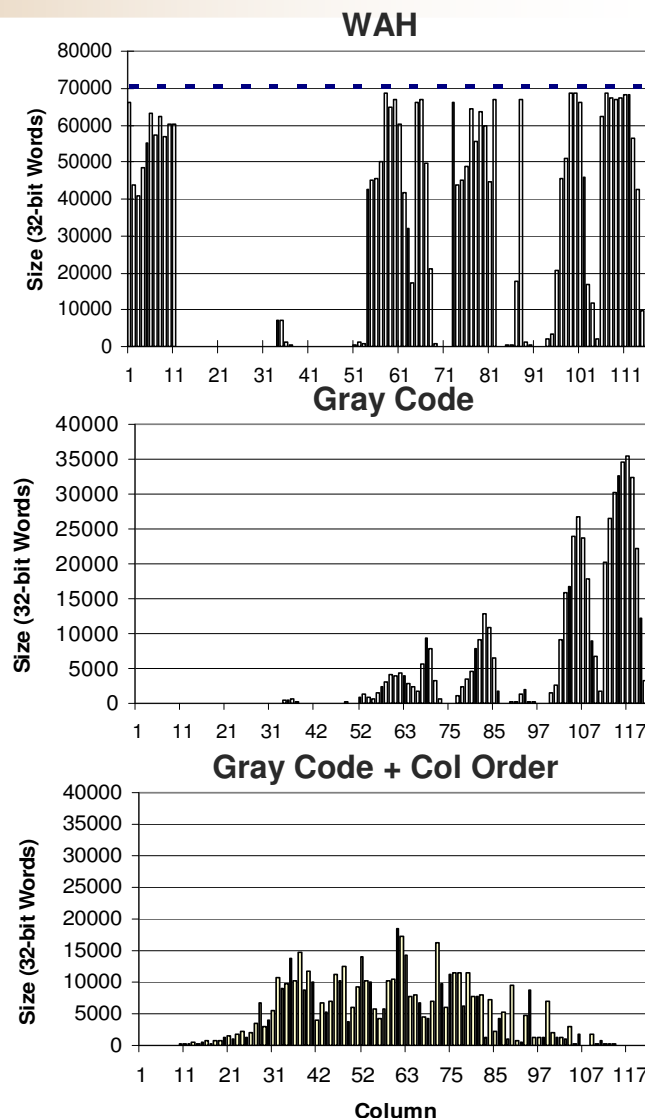 WAH
80000
70000
60000
50000
40000
30000
20000
10000
0
Size (32-bit Words)
1 11 21 31 41 51 61 71 81 91 101 111
Gray Code
40000
35000
30000
25000
20000
15000
10000
5000
0
Size (32-bit Words)
1 11 21 31 42 52 63 75 85 97 107 117
Gray Code + Col Order
40000
35000
30000
25000
20000
15000
10000
5000
0
Size (32-bit Words)
1 11 21 31 42 52 63 75 85 97 107 117
Column